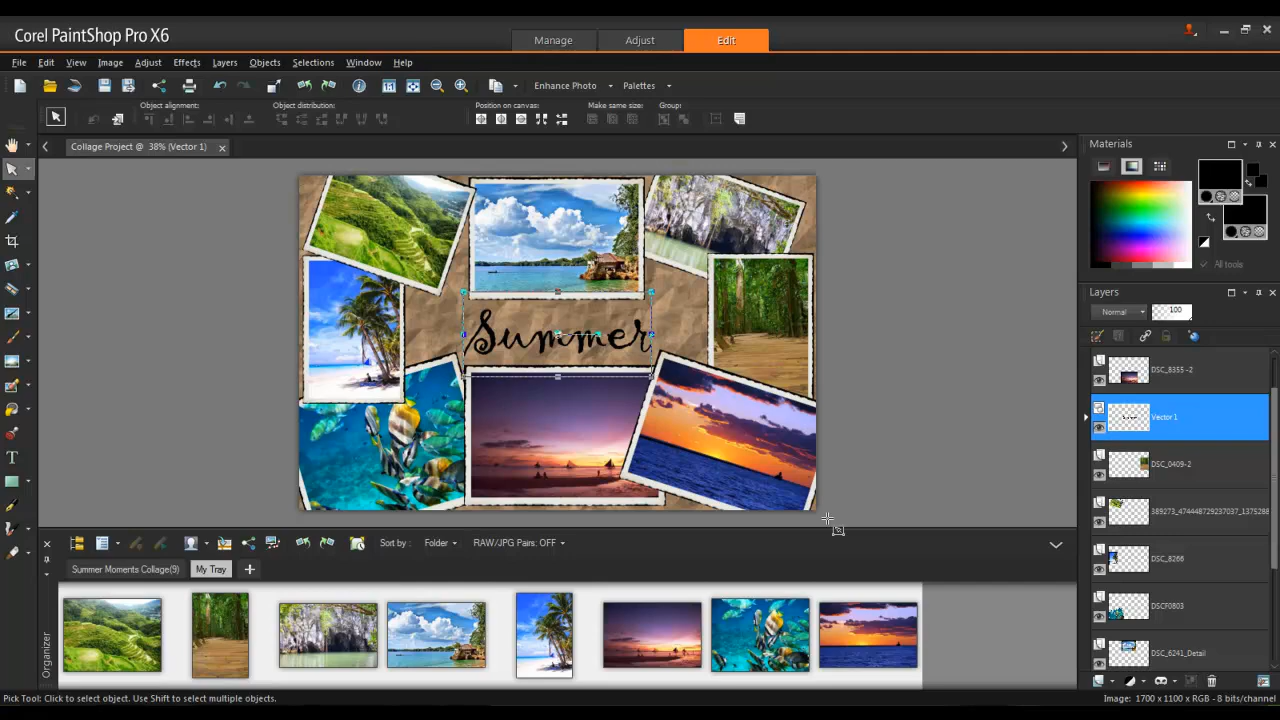 Corel PaintShop Pro X6
Manage
Adjust
Edit
File Edit View Image Adjust Effects Layers Objects Selections Window Help
Enhance Photo
Palettes
Object alignment:
Object distribution:
Position on canvas:
Make same size:
Group:
Collage Project @ 38% (Vector 1)
Materials
All tools
Layers
Normal
100
DSC_8355 -2
Vector 1
DSC_0409-2
389273_474448729237037_1375288
DSC_8266
DSCF0803
DSC_6241_Detail
Summer
Sort by:
Folder
RAW/JPG Pairs: OFF
Summer Moments Collage(9)
My Tray
Organizer
Pick Tool: Click to select object. Use Shift to select multiple objects.
Image: 1700 x 1100 x RGB - 8 bits/channel